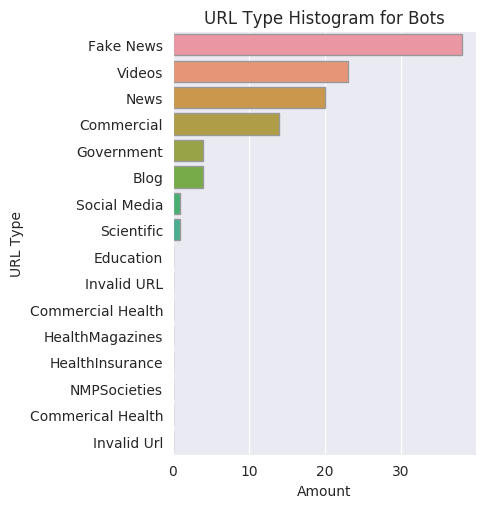 URL Type Histogram for Bots
URL Type
Fake News
Videos
News
Commercial
Government
Blog
Social Media
Scientific
Education
Invalid URL
Commercial Health
HealthMagazines
HealthInsurance
NMPSocieties
Commerical Health
Invalid Url
0 10 20 30
Amount